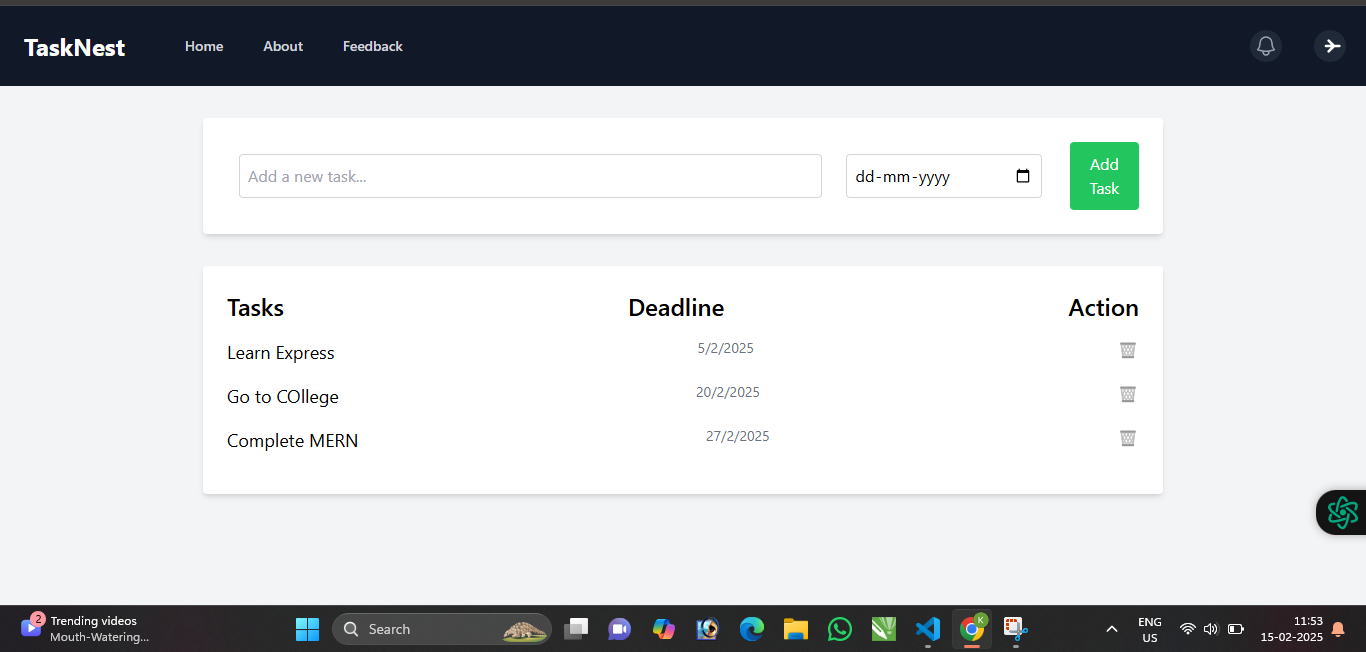 TaskNest Home About Feedback
Add a new task... dd-mm-yyyy Add
Task
Tasks Deadline Action
Learn Express 5/2/2025
Go to COllege 20/2/2025
Complete MERN 27/2/2025
2 Trending videos
Mouth-Watering...
Search
K
ENG
US
11:53
15-02-2025